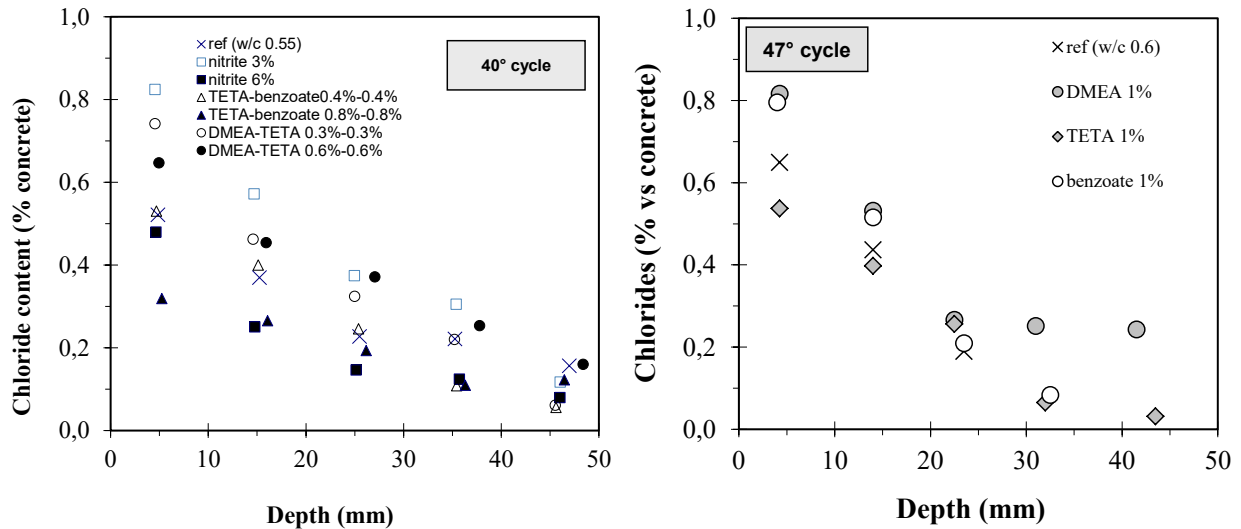 Chloride content (% concrete)
1,0
0,8
0,6
0,4
0,2
0,0
0
10
20
30
40
50
Depth (mm)
ref (w/c 0.55)
nitrite 3%
nitrite 6%
TETA-benzoate0.4%-0.4%
TETA-benzoate 0.8%-0.8%
DMEA-TETA 0.3%-0.3%
DMEA-TETA 0.6%-0.6%
40° cycle
Chlorides (% vs concrete)
1,0
0,8
0,6
0,4
0,2
0,0
0
10
20
30
40
50
Depth (mm)
47° cycle
ref (w/c 0.6)
DMEA 1%
TETA 1%
benzoate 1%